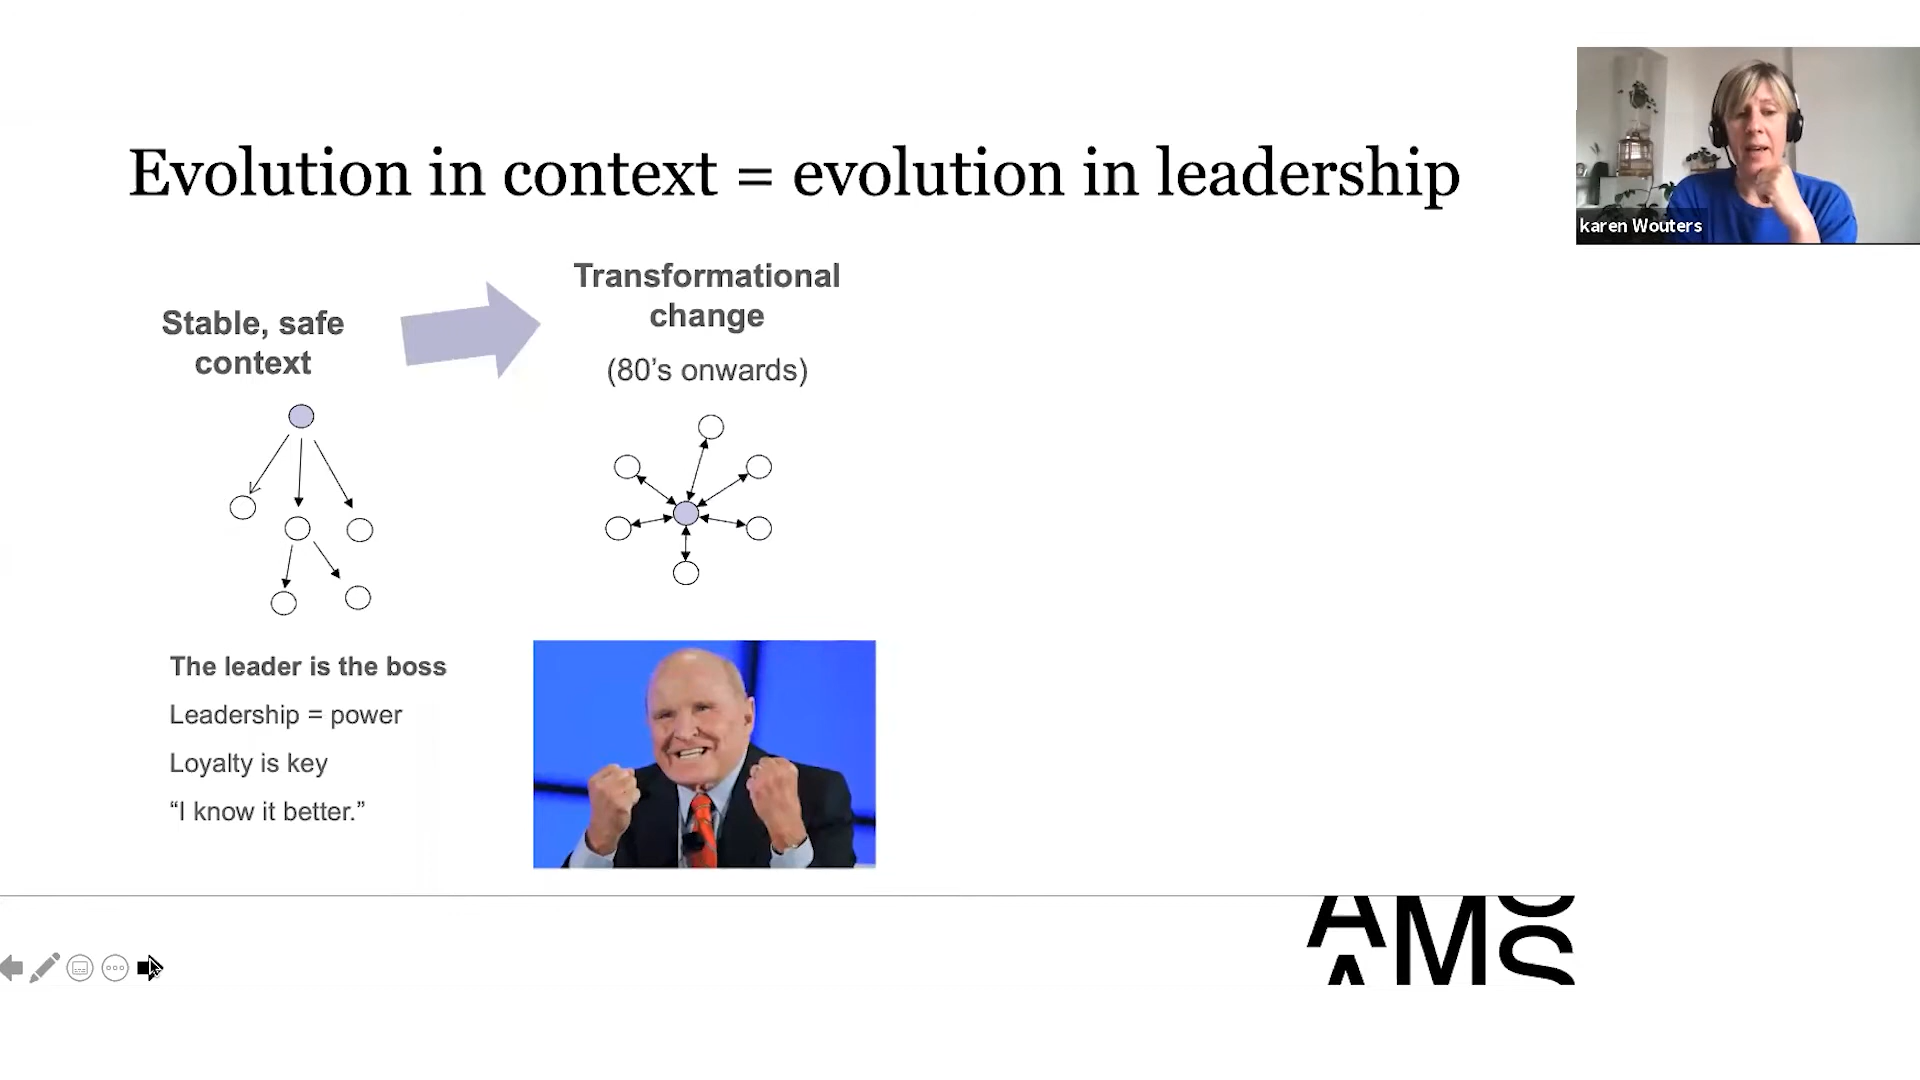 Evolution in context = evolution in leadership
karen Wouters
Stable, safe
context
Transformational
change
(80’s onwards)
The leader is the boss
Leadership = power
Loyalty is key
“I know it better.”
AMS